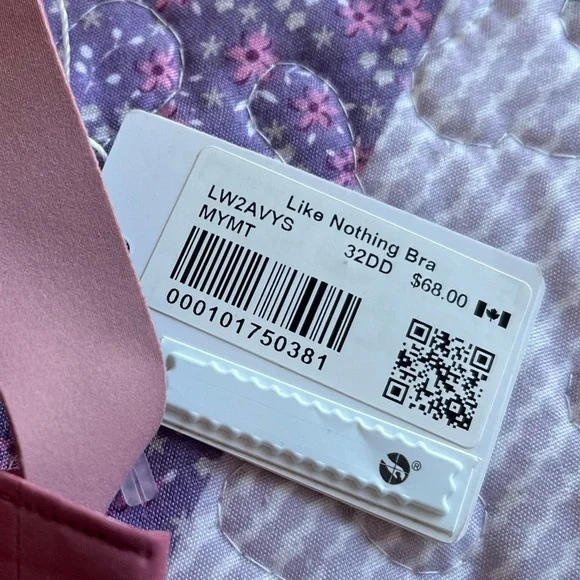 Like Nothing Bra
LW2AVYS
MYMT 32DD $68.00
000101750381
®